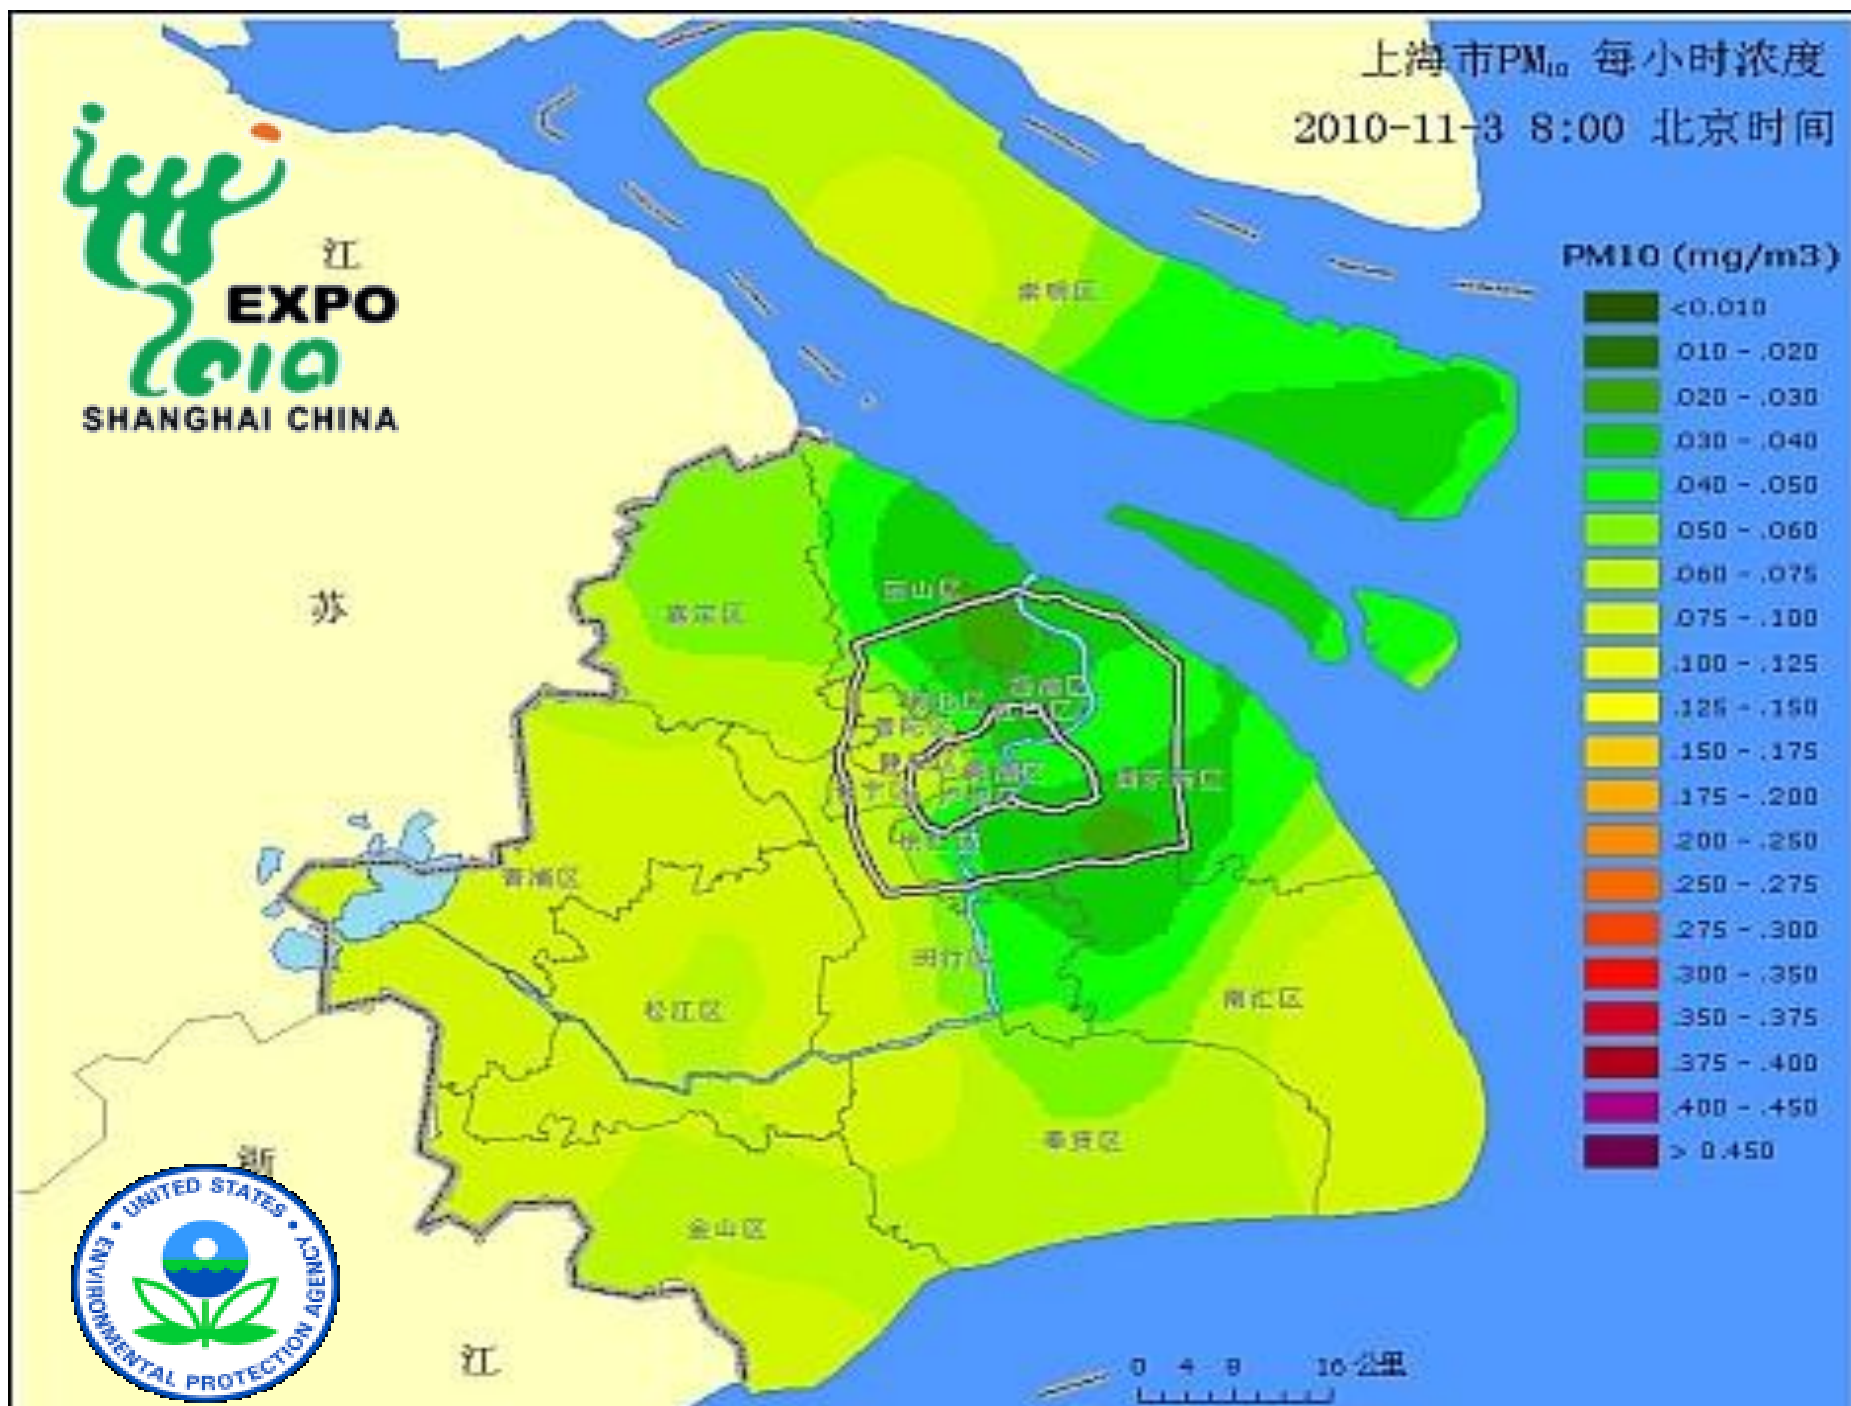 上海市PM₁₀ 每小时浓度
2010-11-3 8:00 北京时间
EXPO
2010
SHANGHAI CHINA
江
苏
浙
江
PM10 (mg/m3)
<0.010
.010 - .020
.020 - .030
.030 - .040
.040 - .050
.050 - .060
.060 - .075
.075 - .100
.100 - .125
.125 - .150
.150 - .175
.175 - .200
.200 - .250
.250 - .275
.275 - .300
.300 - .350
.350 - .375
.375 - .400
.400 - .450
> 0.450
崇明区
宝山区
嘉定区
青浦区
松江区
闵行区
南汇区
奉贤区
金山区
UNITED STATES
ENVIRONMENTAL PROTECTION AGENCY
0 4 8 16 公里